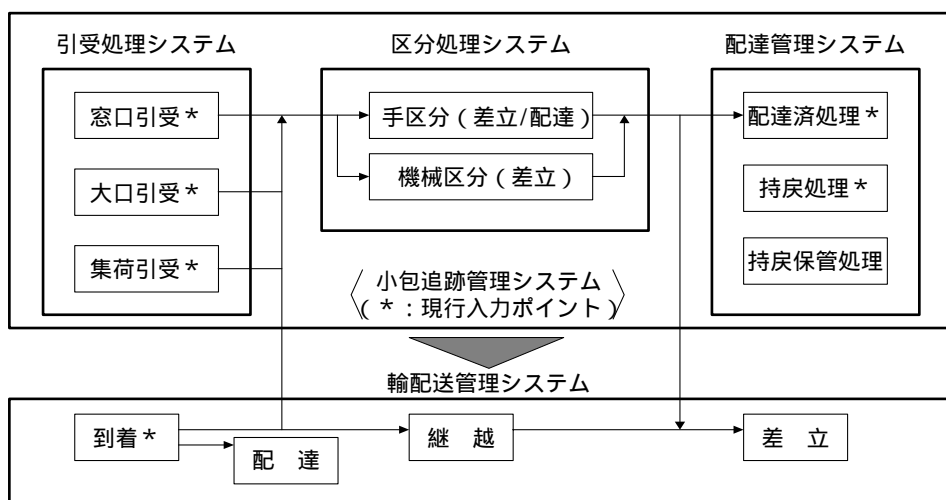 引受処理システム
区分処理システム
配達管理システム
窓口引受*
大口引受*
集荷引受*
手区分(差立/配達)
機械区分(差立)
配達済処理*
持戻処理*
持戻保管処理
小包追跡管理システム
(*:現行入力ポイント)
輸配送管理システム
到着*
配 達
継 越
差 立